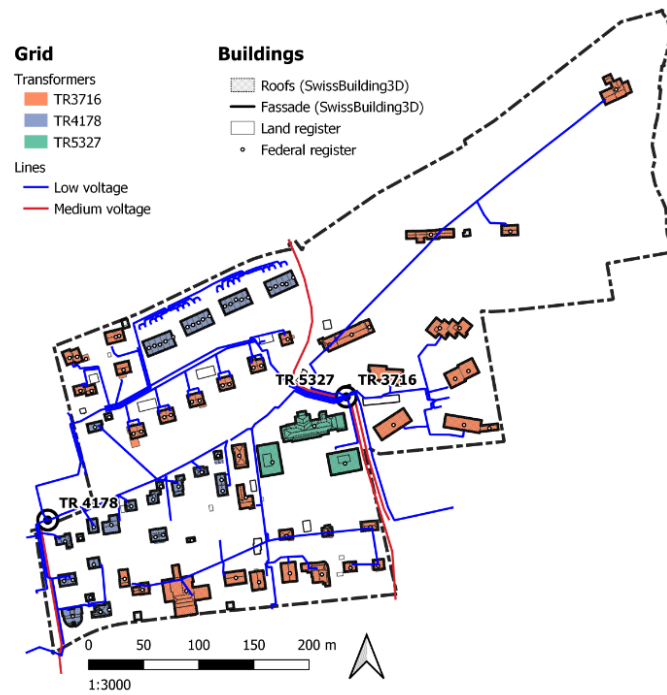 Grid
Transformers
TR3716
TR4178
TR5327
Lines
Low voltage
Medium voltage
Buildings
Roofs (SwissBuilding3D)
Fassade (SwissBuilding3D)
Land register
Federal register
TR 5327
TR 3716
TR 4178
0 50 100 150 200 m
1:3000